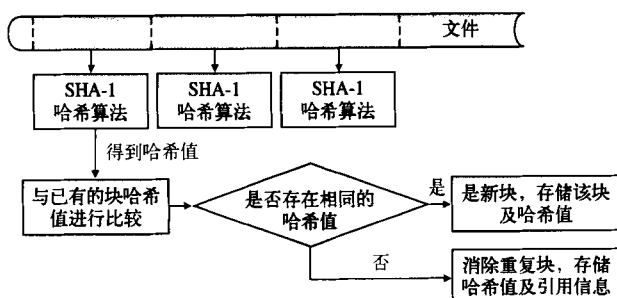 文件
SHA-1
哈希算法
SHA-1
哈希算法
SHA-1
哈希算法
得到哈希值
与已有的块哈希
值进行比较
是否存在相同的
哈希值
是
是新块，存储该块
及哈希值
否
消除重复块，存储
哈希值及引用信息